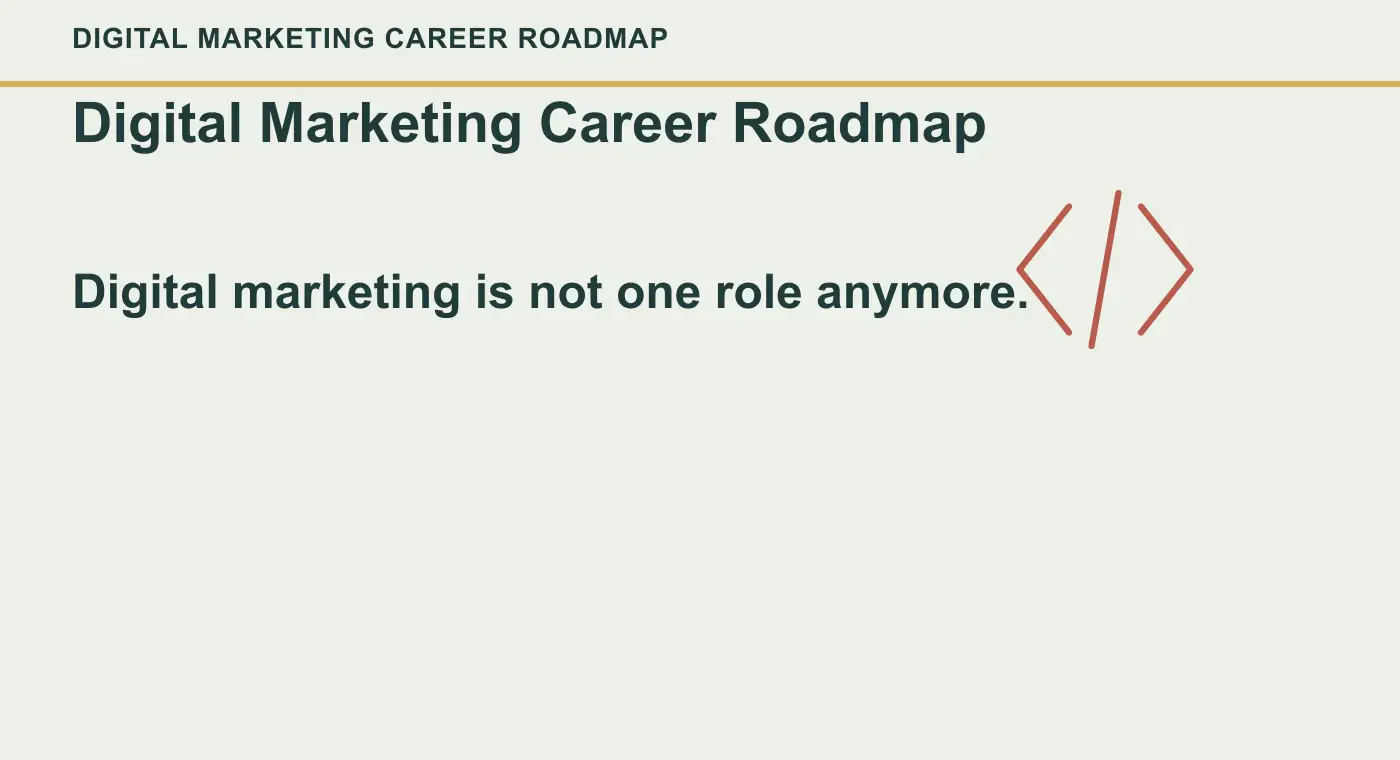 DIGITAL MARKETING CAREER ROADMAP
Digital Marketing Career Roadmap
Digital marketing is not one role anymore.